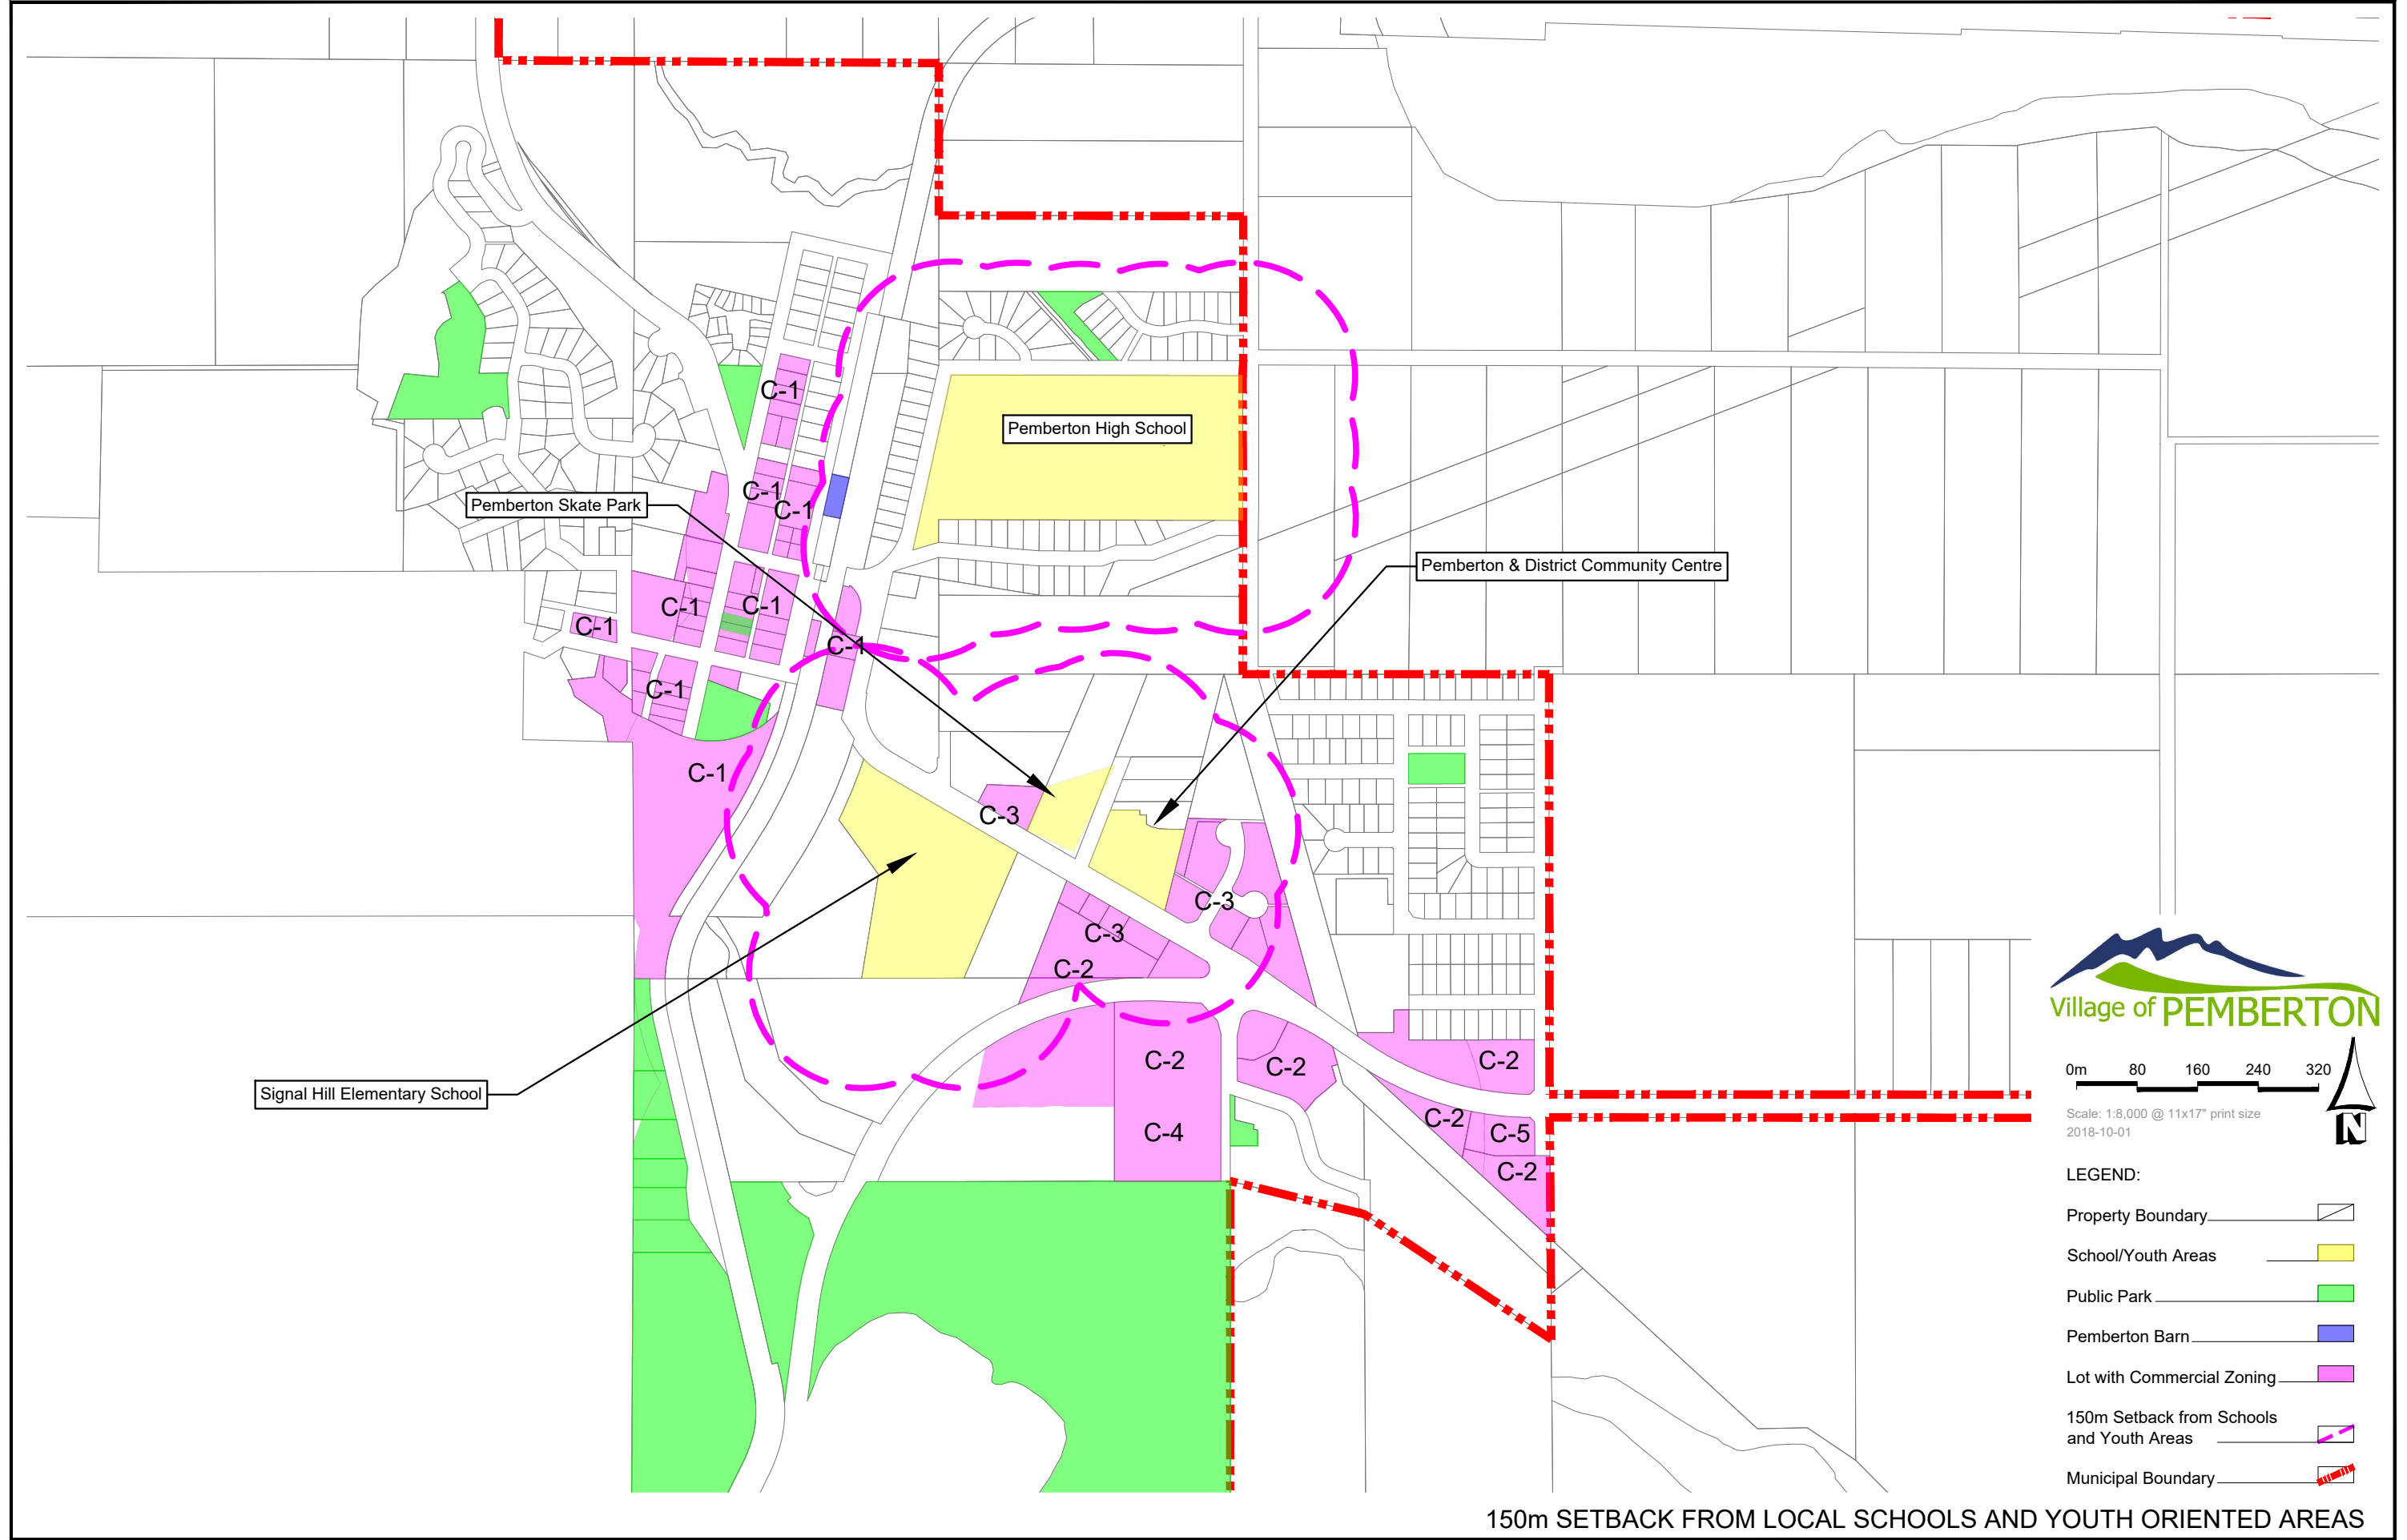 C-1
Pemberton High School
C-1
Pemberton Skate Park
C-1
Pemberton & District Community Centre
C-1
C-1
C-1
C-1
C-1
C-1
C-3
C-3
C-3
C-2
Village of PEMBERTON
C-2
C-2
C-2
0m 80 160 240 320
Signal Hill Elementary School
Scale: 1:8,000 @ 11x17" print size
C-2
C-4
C-5
2018-10-01
N
C-2
LEGEND:
Property Boundary
School/Youth Areas
Public Park
Pemberton Barn
Lot with Commercial Zoning
150m Setback from Schools
and Youth Areas
Municipal Boundary
150m SETBACK FROM LOCAL SCHOOLS AND YOUTH ORIENTED AREAS